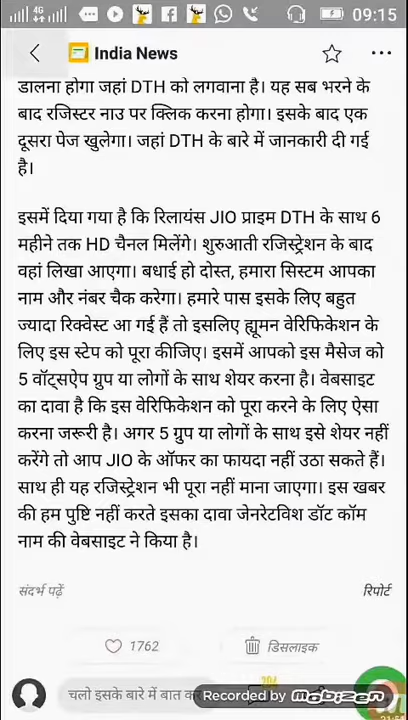 4G
09:15
India News
डालना होगा जहां DTH को लगवाना है। यह सब भरने के
बाद रजिस्टर नाउ पर क्लिक करना होगा। इसके बाद एक
दूसरा पेज खुलेगा। जहां DTH के बारे में जानकारी दी गई
है।
इसमें दिया गया है कि रिलायंस JIO प्राइम DTH के साथ 6
महीने तक HD चैनल मिलेंगे। शुरुआती रजिस्ट्रेशन के बाद
वहां लिखा आएगा। बधाई हो दोस्त, हमारा सिस्टम आपका
नाम और नंबर चैक करेगा। हमारे पास इसके लिए बहुत
ज्यादा रिक्वेस्ट आ गई हैं तो इसलिए ह्यूमन वेरिफिकेशन के
लिए इस स्टेप को पूरा कीजिए। इसमें आपको इस मैसेज को
5 वॉट्सऐप ग्रुप या लोगों के साथ शेयर करना है। वेबसाइट
का दावा है कि इस वेरिफिकेशन को पूरा करने के लिए ऐसा
करना जरूरी है। अगर 5 ग्रुप या लोगों के साथ इसे शेयर नहीं
करेंगे तो आप JIO के ऑफर का फायदा नहीं उठा सकते हैं।
साथ ही यह रजिस्ट्रेशन भी पूरा नहीं माना जाएगा। इस खबर
की हम पुष्टि नहीं करते इसका दावा जेनरेटविश डॉट कॉम
नाम की वेबसाइट ने किया है।
संदर्भ पढ़ें रिपोर्ट
1762 डिसलाइक
204
चलो इसके बारे में बात कर
Recorded by mobizen